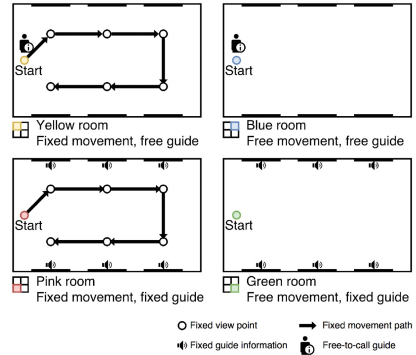 Start
Start
Yellow room
Fixed movement, free guide
Blue room
Free movement, free guide
Start
Start
Pink room
Fixed movement, fixed guide
Green room
Free movement, fixed guide
Fixed view point
Fixed movement path
Fixed guide information
Free-to-call guide